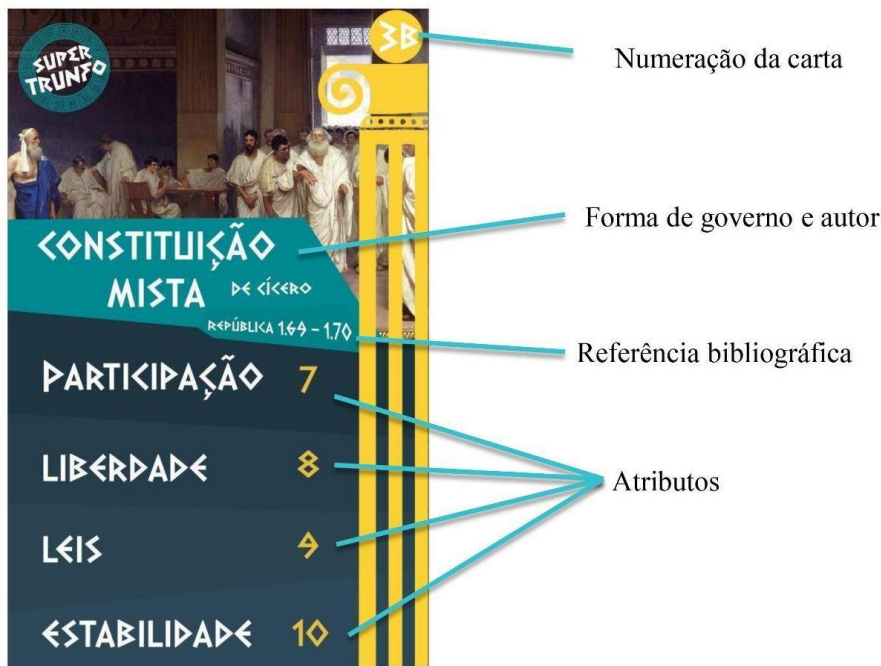 SUPER
TRUNFO
3B
Numeração da carta
CONSTITUIÇÃO
MISTA DE CÍCERO
Forma de governo e autor
REPÚBLICA 1.69 – 1.70
Referência bibliográfica
PARTICIPAÇÃO 7
LIBERDADE 8
Atributos
LEIS 9
ESTABILIDADE 10